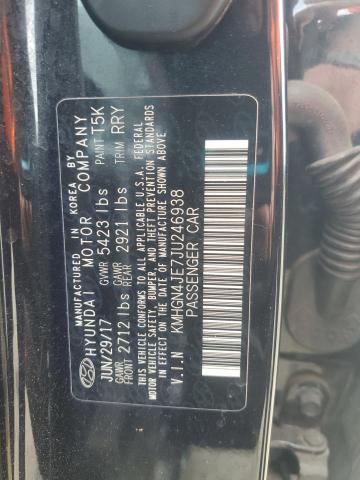 MANUFACTURED IN KOREA BY
HYUNDAI MOTOR COMPANY
JUN/29/17 GVWR 5423 lbs PAINT T5K
GAWR FRONT 2712 lbs GAWR REAR 2921 lbs TRIM RRY
THIS VEHICLE CONFORMS TO ALL APPLICABLE U.S.A. FEDERAL
MOTOR VEHICLE SAFETY, BUMPER, AND THEFT PREVENTION STANDARDS
IN EFFECT ON THE DATE OF MANUFACTURE SHOWN ABOVE.
V.I.N KMHGN4JE7JU246938
PASSENGER CAR